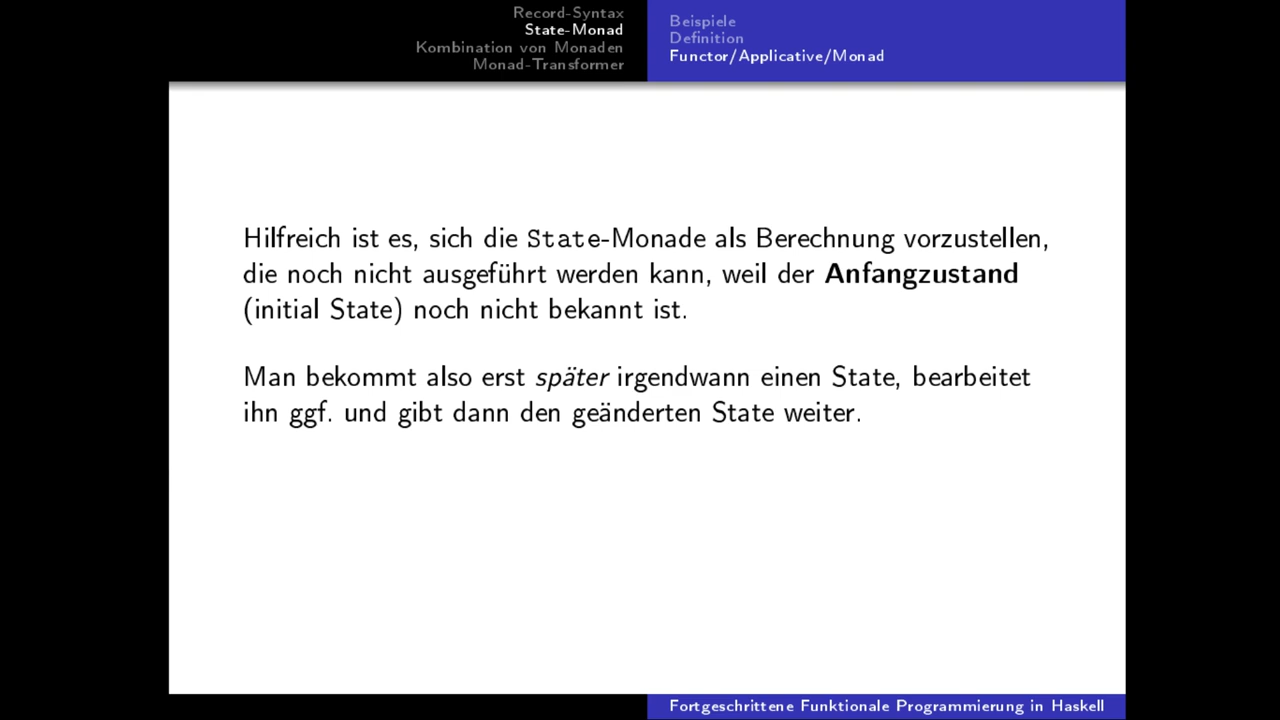 Record-Syntax
State-Monad
Kombination von Monaden
Monad-Transformer
Beispiele
Definition
Functor/Applicative/Monad
Hilfreich ist es, sich die State-Monade als Berechnung vorzustellen,
die noch nicht ausgeführt werden kann, weil der Anfangzustand
(initial State) noch nicht bekannt ist.
Man bekommt also erst später irgendwann einen State, bearbeitet
ihn ggf. und gibt dann den geänderten State weiter.
Fortgeschrittene Funktionale Programmierung in Haskell